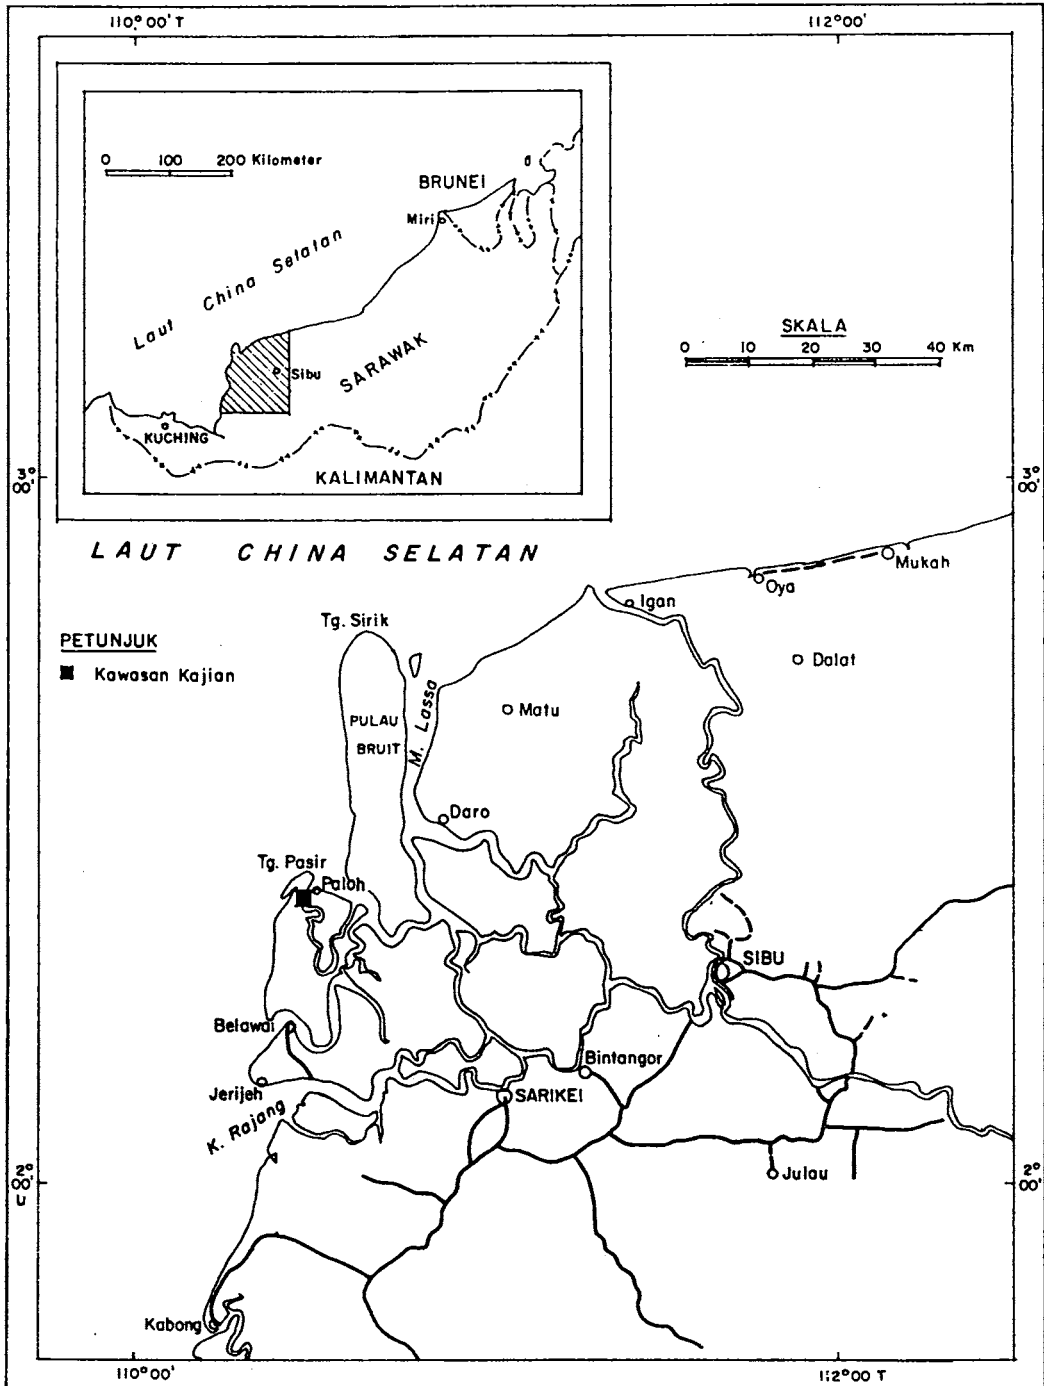 110°00' T
112°00'
0 100 200 Kilometer
BRUNEI
Miri
Laut China Selatan
SARAWAK
Sibu
KUCHING
KALIMANTAN
SKALA
0 10 20 30 40 Km
3°
00'
3°
00'
LAUT CHINA SELATAN
Mukah
Oya
Igan
Tg. Sirik
PETUNJUK
Kawasan Kajian
Dalat
M. Lassa
Matu
PULAU
BRUIT
Daro
Tg. Pasir
Paloh
SIBU
Belawai
Bintangor
Jerijeh
SARIKEI
K. Rajang
Julau
2°
00'
U
2°
00'
Kabong
110°00'
112°00 T